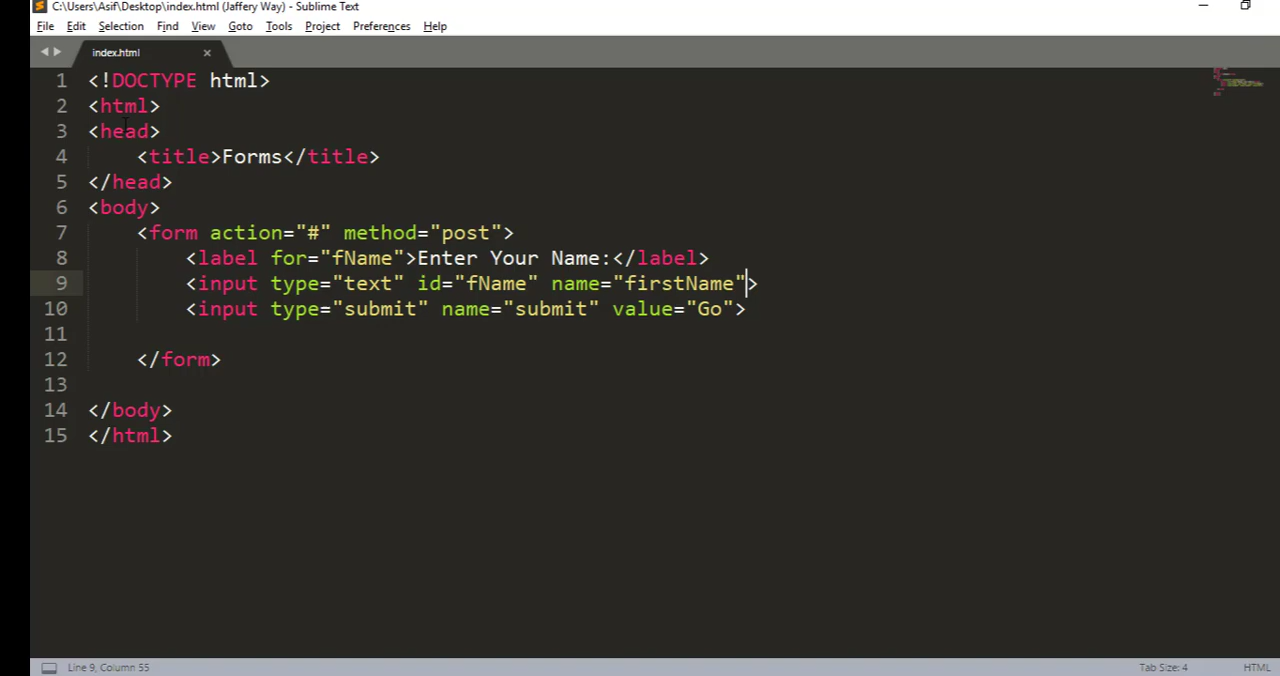 C:\Users\Asif\Desktop\index.html (Jaffery Way) - Sublime Text
File Edit Selection Find View Goto Tools Project Preferences Help
index.html ×
1 <!DOCTYPE html>
2 <html>
3 <head>
4 <title>Forms</title>
5 </head>
6 <body>
7 <form action="#" method="post">
8 <label for="fName">Enter Your Name:</label>
9 <input type="text" id="fName" name="firstName">
10 <input type="submit" name="submit" value="Go">
11
12 </form>
13
14 </body>
15 </html>
Line 9, Column 55 Tab Size: 4 HTML